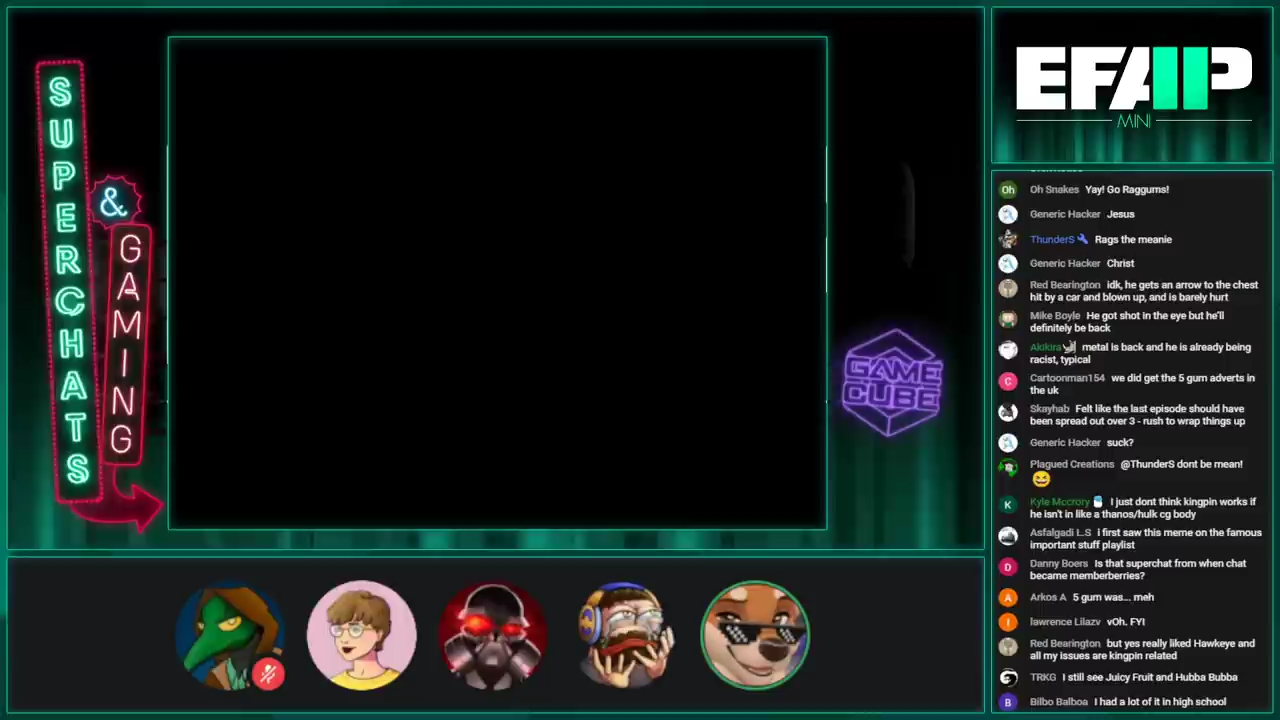 SUPERCHATS
&
GAMING
GAME
CUBE
EFAP
MINI
Oh
Oh Snakes Yay! Go Raggums!
Generic Hacker Jesus
ThunderS Rags the meanie
Generic Hacker Christ
Red Bearington idk, he gets an arrow to the chest
hit by a car and blown up, and is barely hurt
Mike Boyle He got shot in the eye but he'll
definitely be back
Akikira metal is back and he is already being
racist, typical
C
Cartoonman154 we did get the 5 gum adverts in
the uk
Skayhab Felt like the last episode should have
been spread out over 3 - rush to wrap things up
Generic Hacker suck?
Plagued Creations @ThunderS dont be mean!
K
Kyle Mccrory I just dont think kingpin works if
he isn't in like a thanos/hulk cg body
Asfalgadi L.S i first saw this meme on the famous
important stuff playlist
D
Danny Boers Is that superchat from when chat
became memberberries?
A
Arkos A 5 gum was... meh
l
lawrence Lilazv vOh. FYI
Red Bearington but yes really liked Hawkeye and
all my issues are kingpin related
TRKG I still see Juicy Fruit and Hubba Bubba
B
Bilbo Balboa I had a lot of it in high school